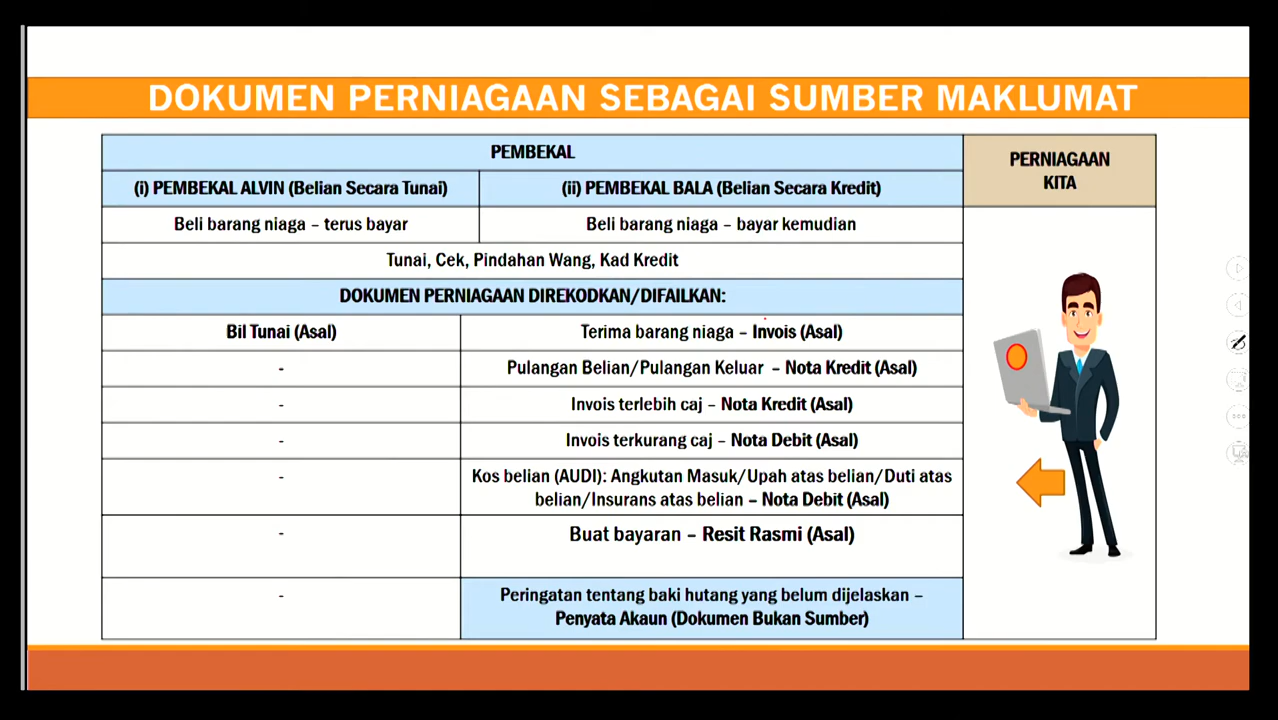 DOKUMEN PERNIAGAAN SEBAGAI SUMBER MAKLUMAT
PEMBEKAL
PERNIAGAAN
KITA
(i) PEMBEKAL ALVIN (Belian Secara Tunai)
(ii) PEMBEKAL BALA (Belian Secara Kredit)
Beli barang niaga – terus bayar
Beli barang niaga – bayar kemudian
Tunai, Cek, Pindahan Wang, Kad Kredit
DOKUMEN PERNIAGAAN DIREKODKAN/DIFAILKAN:
Bil Tunai (Asal)
Terima barang niaga – Invois (Asal)
-
Pulangan Belian/Pulangan Keluar – Nota Kredit (Asal)
-
Invois terlebih caj – Nota Kredit (Asal)
-
Invois terkurang caj – Nota Debit (Asal)
-
Kos belian (AUDI): Angkutan Masuk/Upah atas belian/Duti atas
belian/Insurans atas belian – Nota Debit (Asal)
-
Buat bayaran – Resit Rasmi (Asal)
-
Peringatan tentang baki hutang yang belum dijelaskan –
Penyata Akaun (Dokumen Bukan Sumber)